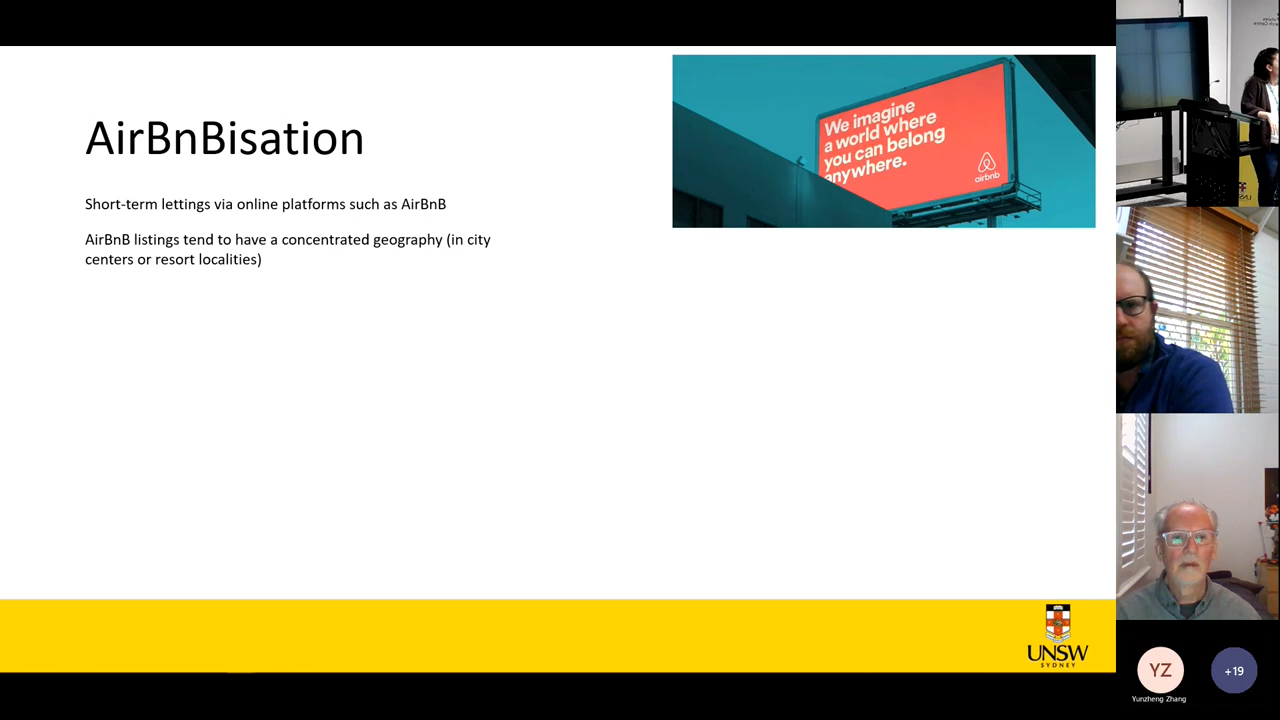 AirBnBisation
Short-term lettings via online platforms such as AirBnB
AirBnB listings tend to have a concentrated geography (in city
centers or resort localities)
We imagine
a world where
you can belong
anywhere.
airbnb
UNSW
SYDNEY
YZ
Yunzheng Zhang
+19